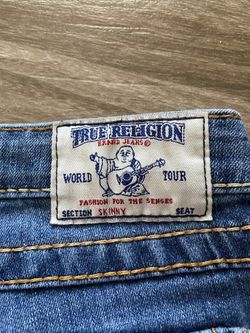 TRUE RELIGION
BRAND JEANS®
WORLD TOUR
FASHION FOR THE SENSES
SECTION SKINNY SEAT